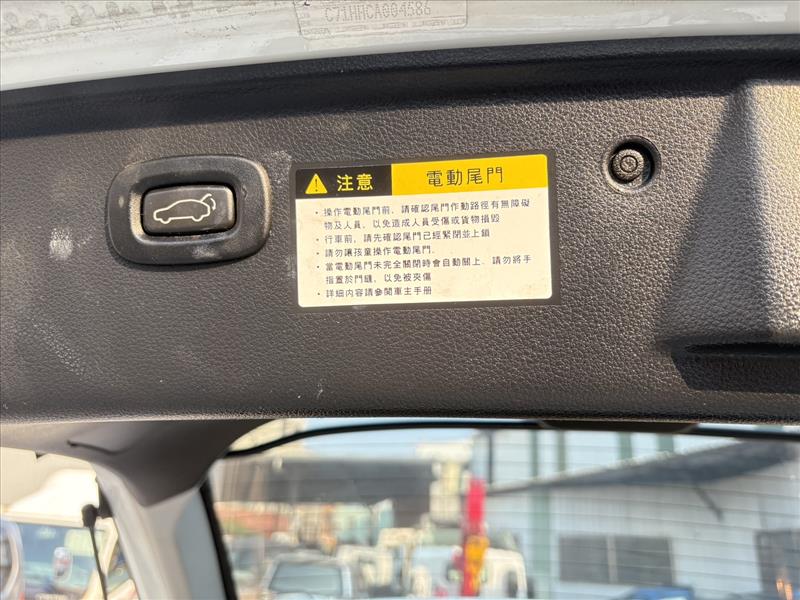 C71HHCA004586
注意 電動尾門
・操作電動尾門前，請確認尾門作動路徑有無障礙
物及人員，以免造成人員受傷或貨物損毀
・行車前，請先確認尾門已經緊閉並上鎖
・請勿讓孩童操作電動尾門．
・當電動尾門未完全關閉時會自動關上．請勿將手
指置於門縫，以免被夾傷
・詳細內容請參閱車主手册